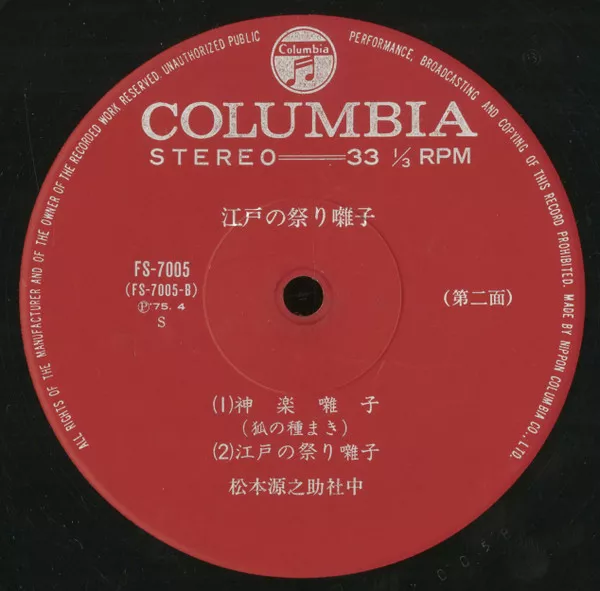 ALL RIGHTS OF THE MANUFACTURER AND OF THE OWNER OF THE RECORDED WORK RESERVED. UNAUTHORIZED PUBLIC PERFORMANCE, BROADCASTING AND COPYING OF THIS RECORD PROHIBITED. MADE BY NIPPON COLUMBIA CO., LTD.
Columbia
COLUMBIA
STEREO 33 1/3 RPM
江戸の祭り囃子
FS-7005
(FS-7005-B)
Ⓟ'75. 4
S
(第二面)
(1)神楽囃子
(狐の種まき)
(2)江戸の祭り囃子
松本源之助社中